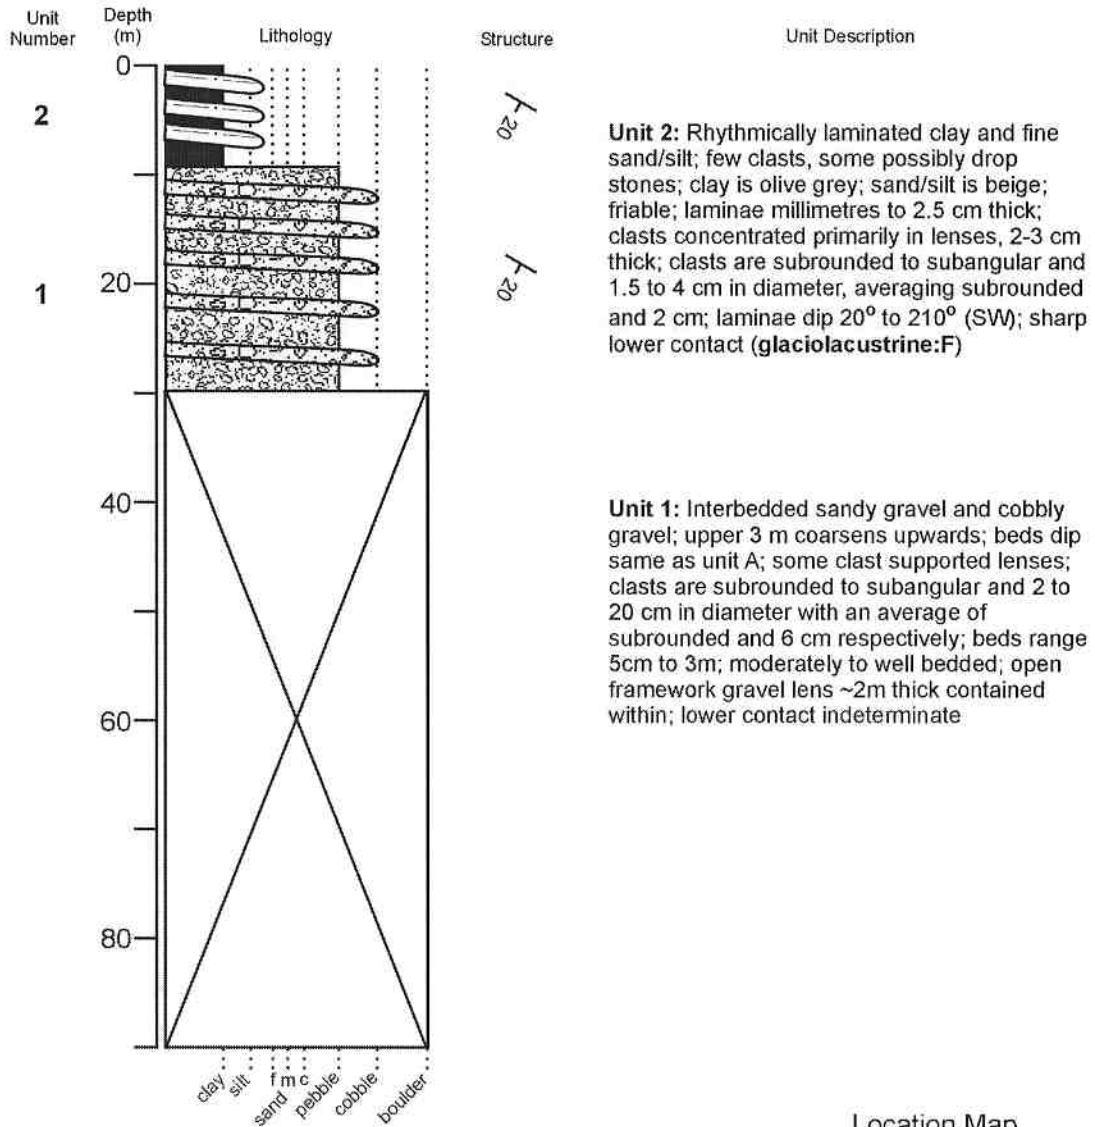 Unit Number
Depth (m)
Lithology
Structure
Unit Description
0
20
40
60
80
2
1
20
20
Unit 2: Rhythmically laminated clay and fine
sand/silt; few clasts, some possibly drop
stones; clay is olive grey; sand/silt is beige;
friable; laminae millimetres to 2.5 cm thick;
clasts concentrated primarily in lenses, 2-3 cm
thick; clasts are subrounded to subangular and
1.5 to 4 cm in diameter, averaging subrounded
and 2 cm; laminae dip 20° to 210° (SW); sharp
lower contact (glaciolacustrine:F)
Unit 1: Interbedded sandy gravel and cobbly
gravel; upper 3 m coarsens upwards; beds dip
same as unit A; some clast supported lenses;
clasts are subrounded to subangular and 2 to
20 cm in diameter with an average of
subrounded and 6 cm respectively; beds range
5cm to 3m; moderately to well bedded; open
framework gravel lens ~2m thick contained
within; lower contact indeterminate
clay
silt
f m c
sand
pebble
cobble
boulder
Location Map